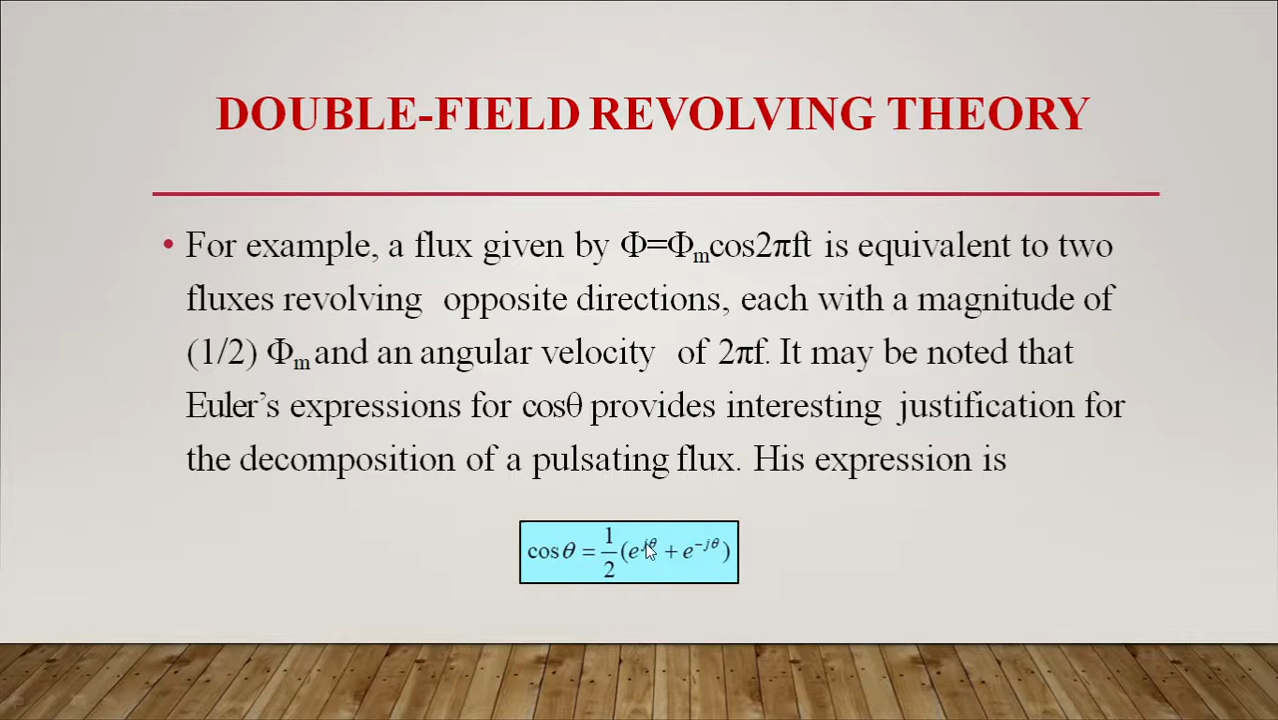 DOUBLE-FIELD REVOLVING THEORY
• For example, a flux given by Φ=Φₘcos2πft is equivalent to two
fluxes revolving opposite directions, each with a magnitude of
(1/2) Φₘ and an angular velocity of 2πf. It may be noted that
Euler’s expressions for cosθ provides interesting justification for
the decomposition of a pulsating flux. His expression is
cosθ = 1/2 (e^{jθ} + e^{-jθ})